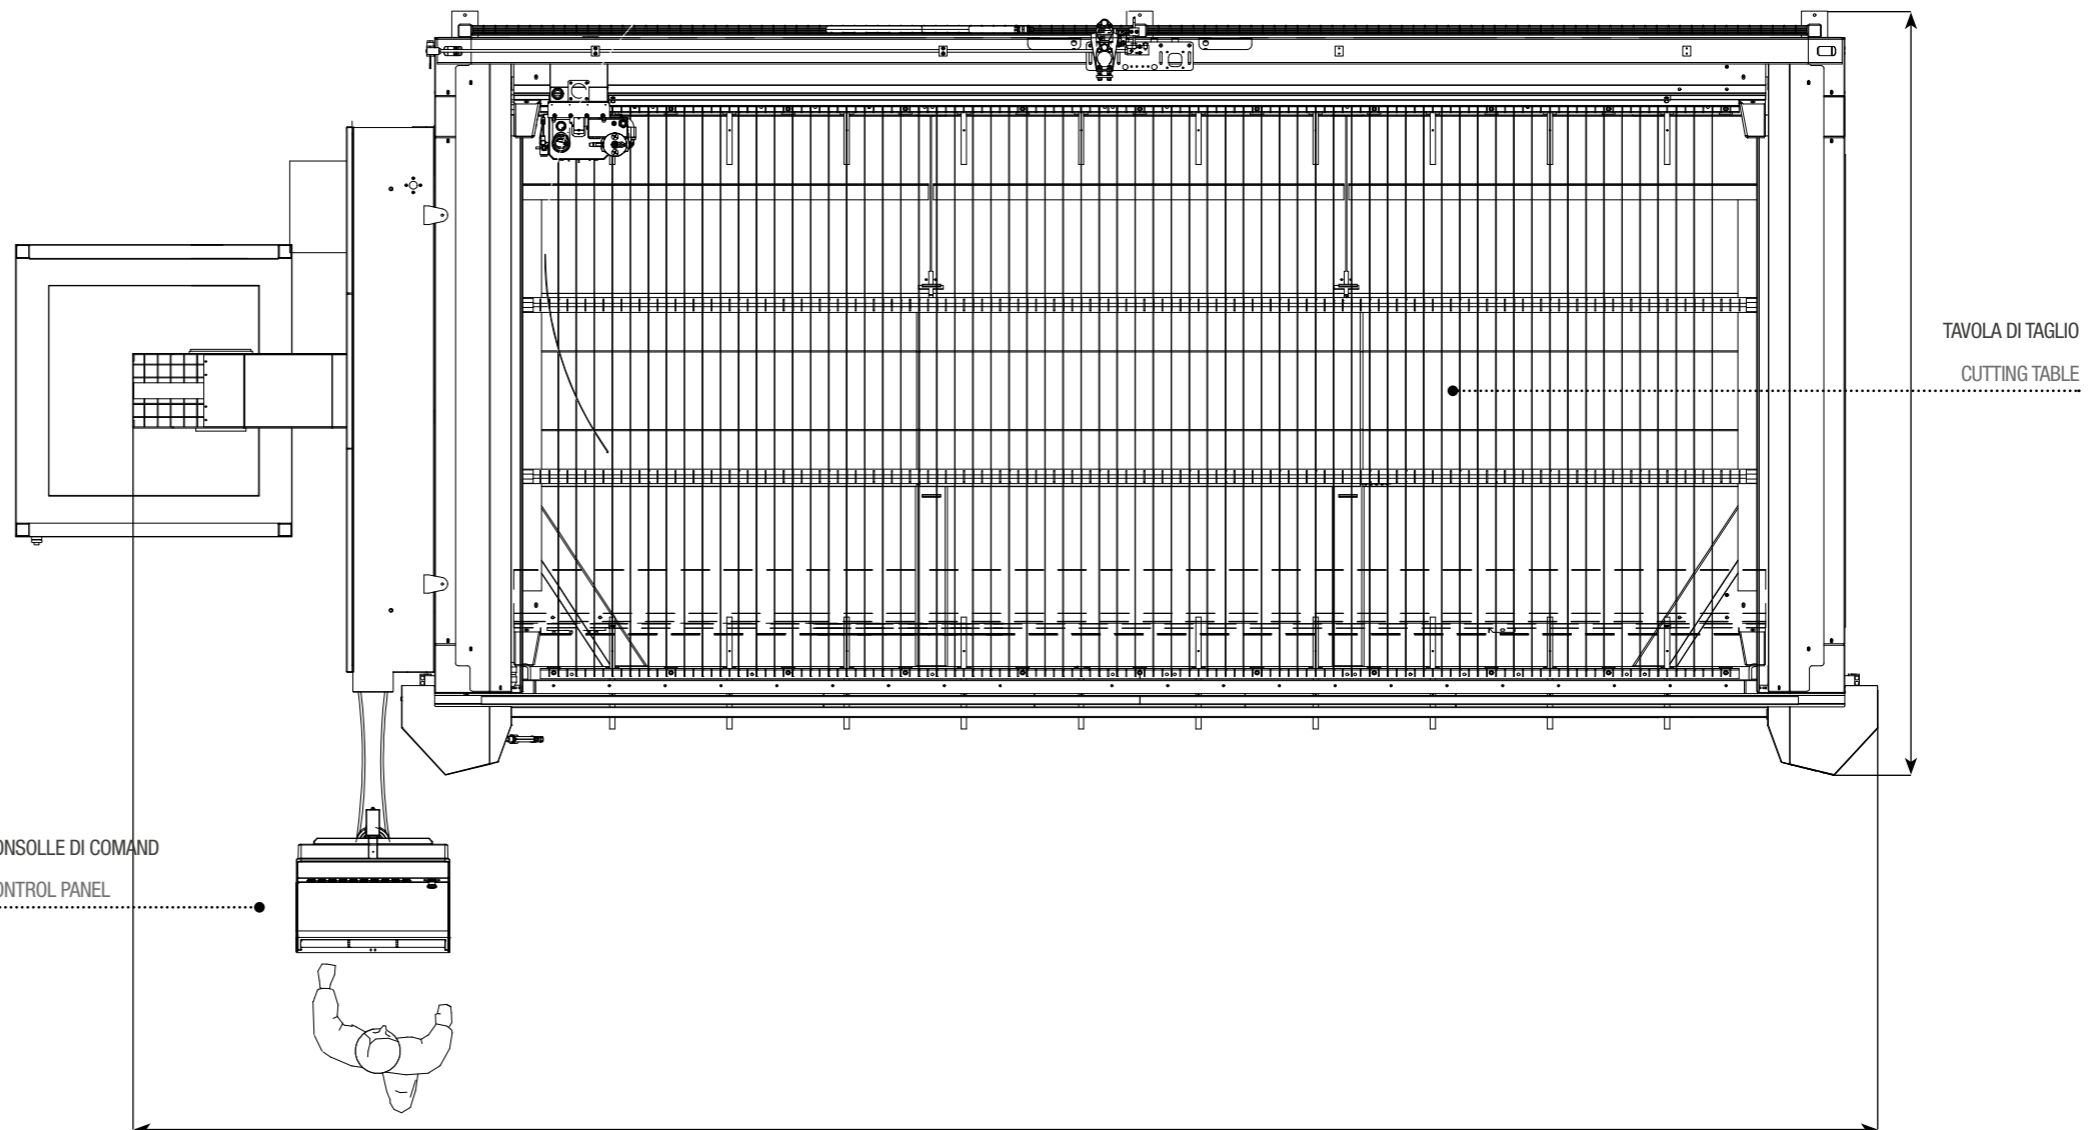 TAVOLA DI TAGLIO
CUTTING TABLE
ONSOLLE DI COMAND
ONTROL PANEL